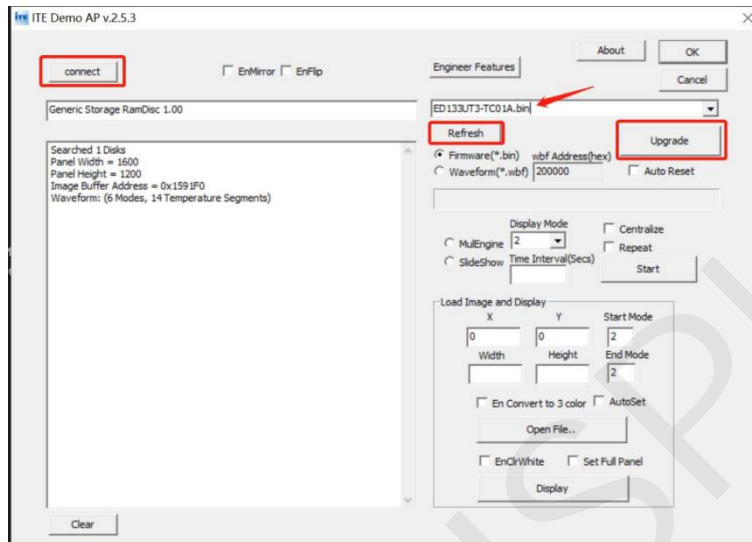 ITE Demo AP v.2.5.3
connect
EnMirror
EnFlip
Engineer Features
About
OK
Cancel
Generic Storage RamDisc 1.00
ED133UT3-TC01A.bin
Refresh
Upgrade
Searched 1 Disks
Panel Width = 1600
Panel Height = 1200
Image Buffer Address = 0x1591F0
Waveform: (6 Modes, 14 Temperature Segments)
Firmware(*.bin)
wbf Address(hex)
Waveform(*.wbf)
200000
Auto Reset
Display Mode
MulEngine
2
Centralize
Repeat
SlideShow
Time Interval(Secs)
Start
Load Image and Display
X
Y
Start Mode
0
0
2
Width
Height
End Mode
2
En Convert to 3 color
AutoSet
Open File..
EnClrWhite
Set Full Panel
Display
Clear